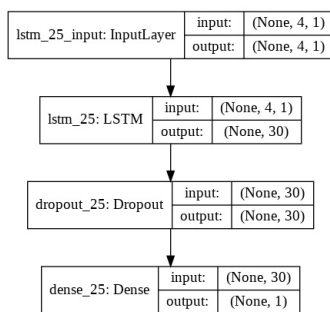 lstm_25_input: InputLayer
input: (None, 4, 1)
output: (None, 4, 1)
lstm_25: LSTM
input: (None, 4, 1)
output: (None, 30)
dropout_25: Dropout
input: (None, 30)
output: (None, 30)
dense_25: Dense
input: (None, 30)
output: (None, 1)